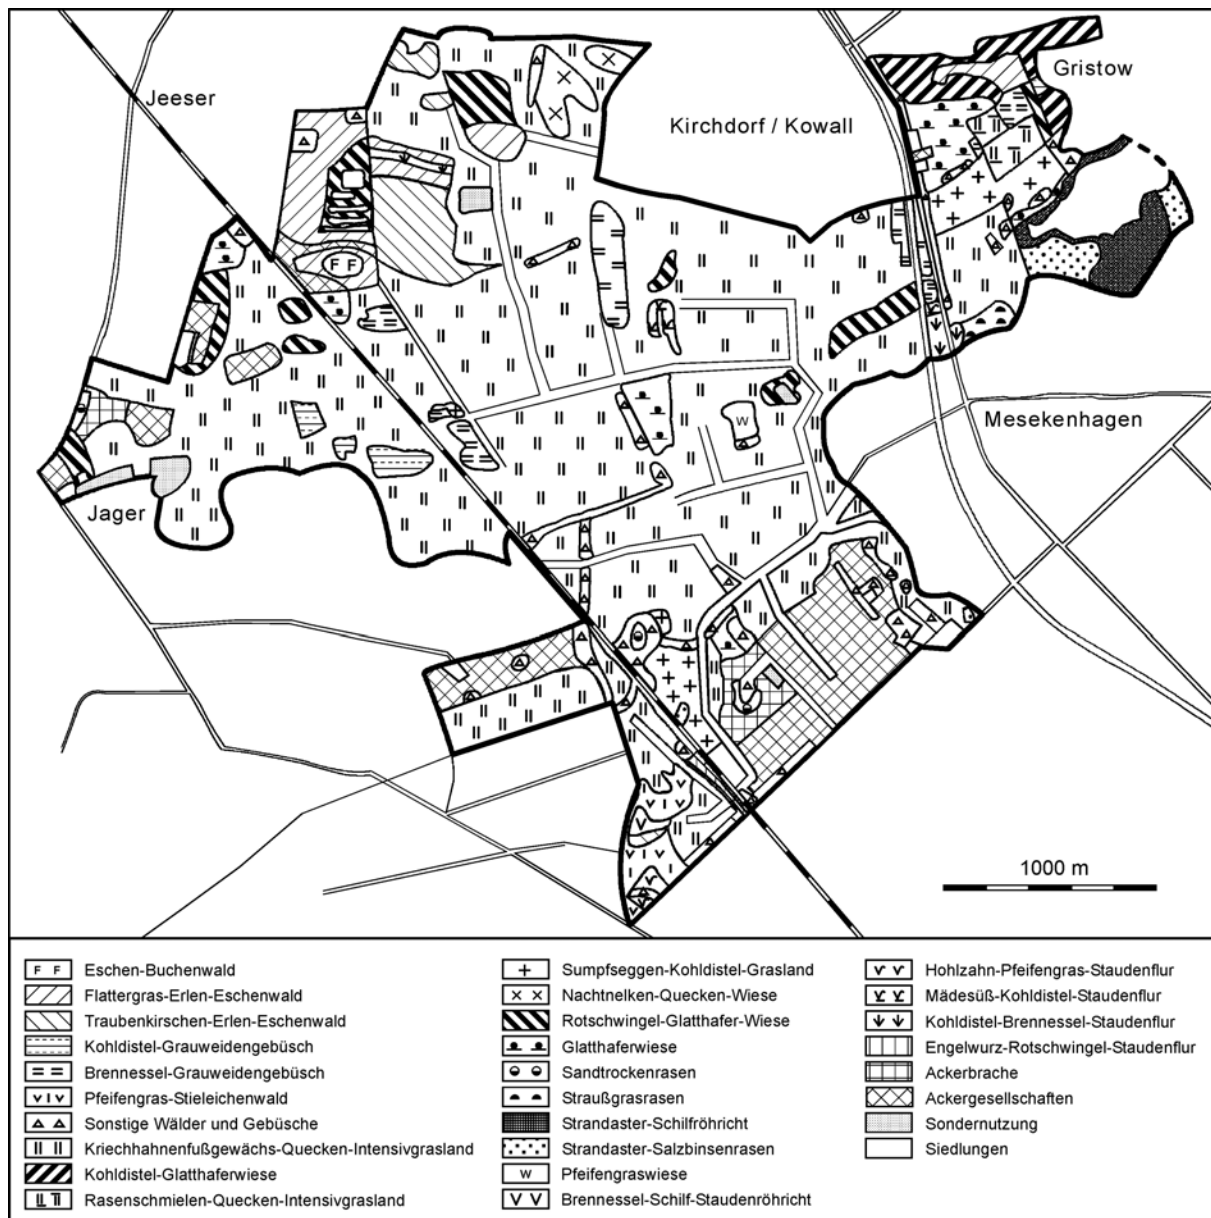 Jeeser
Gristow
Kirchdorf / Kowall
Mesekenhagen
Jager
1000 m
F F Eschen-Buchenwald
Flattergras-Erlen-Eschenwald
Traubenkirschen-Erlen-Eschenwald
Kohldistel-Grauweidengebüsch
Brennessel-Grauweidengebüsch
Pfeifengras-Stieleichenwald
Sonstige Wälder und Gebüsche
Kriechhahnenfußgewächs-Quecken-Intensivgrasland
Kohldistel-Glatthaferwiese
Rasenschmielen-Quecken-Intensivgrasland
Sumpfseggen-Kohldistel-Grasland
Nachtnelken-Quecken-Wiese
Rotschwingel-Glatthafer-Wiese
Glatthaferwiese
Sandtrockenrasen
Straußgrasrasen
Strandaster-Schilfröhricht
Strandaster-Salzbinsenrasen
W Pfeifengraswiese
Brennessel-Schilf-Staudenröhricht
Hohlzahn-Pfeifengras-Staudenflur
Mädesüß-Kohldistel-Staudenflur
Kohldistel-Brennessel-Staudenflur
Engelwurz-Rotschwingel-Staudenflur
Ackerbrache
Ackergesellschaften
Sondernutzung
Siedlungen